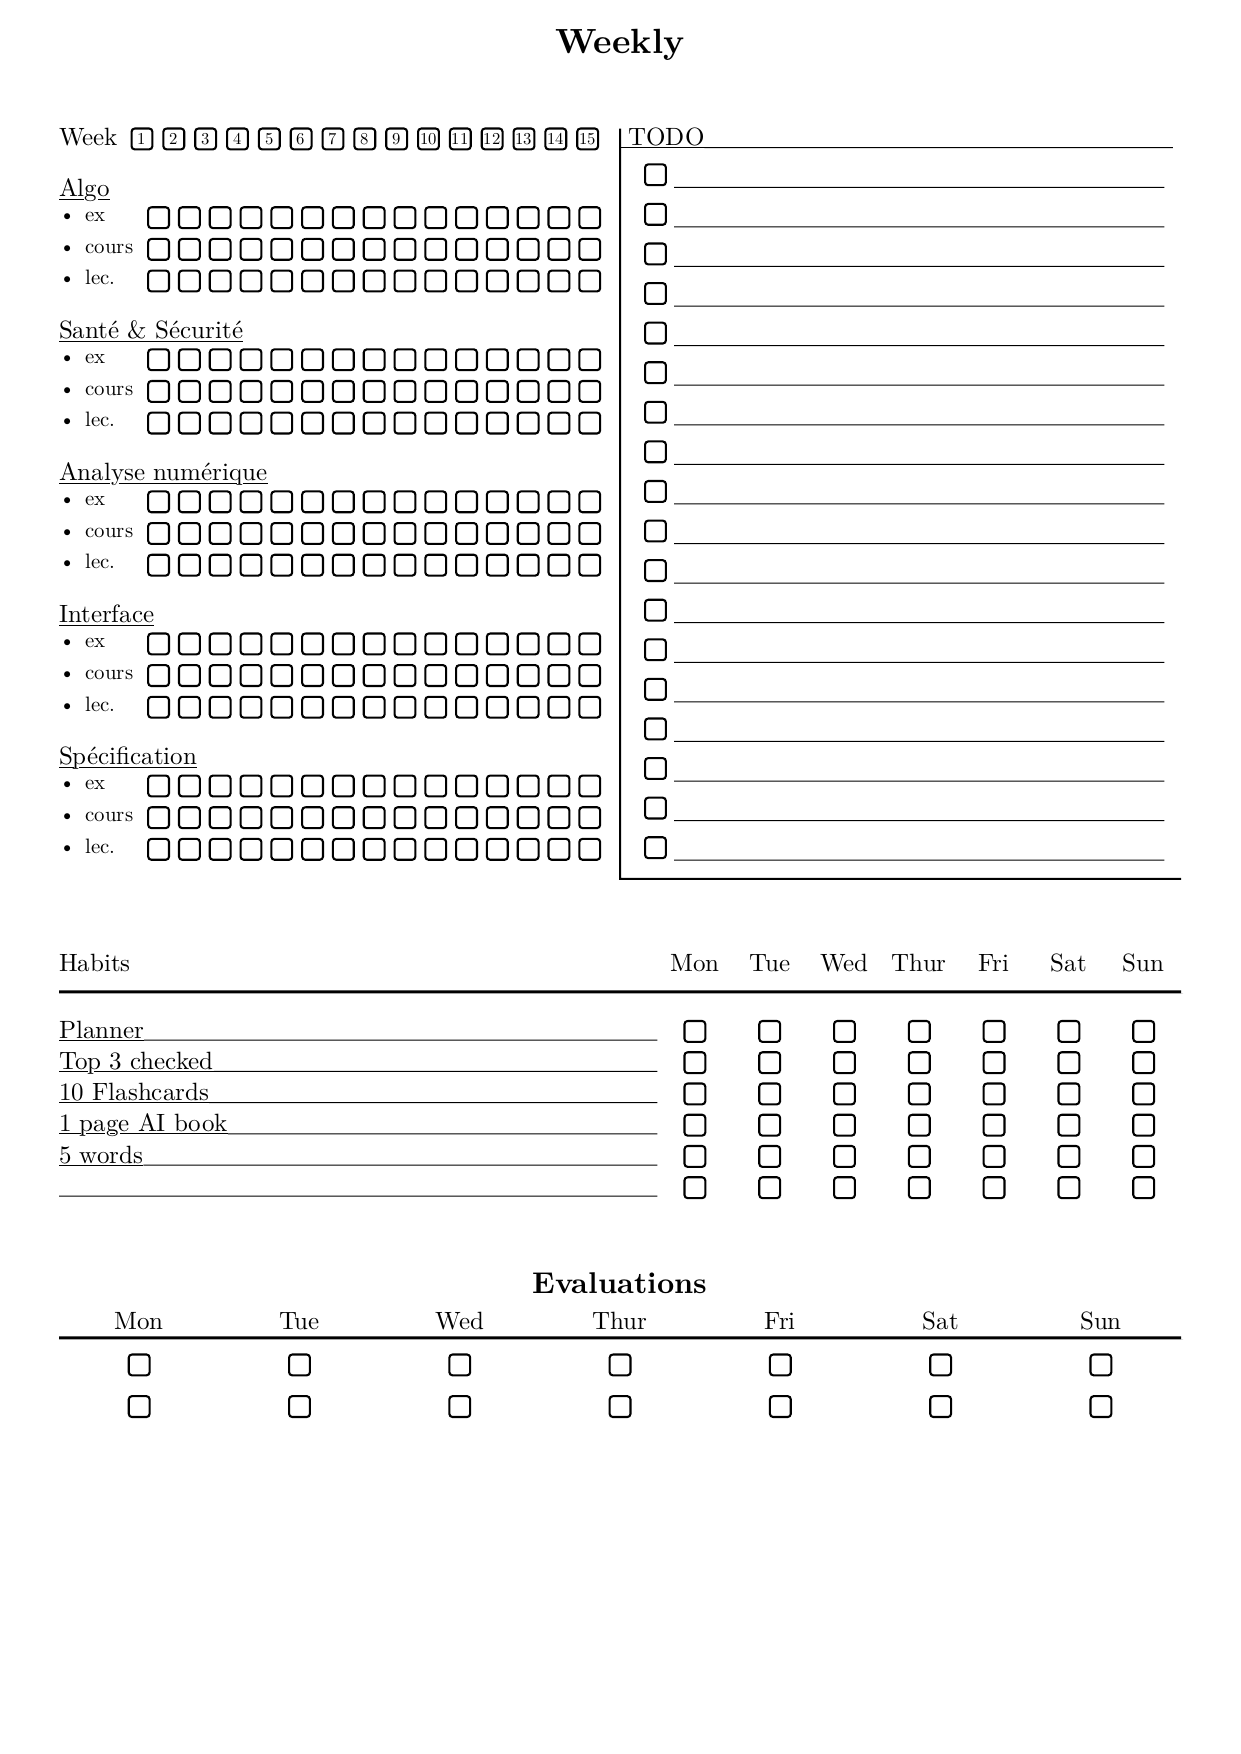 Weekly
Week 1 2 3 4 5 6 7 8 9 10 11 12 13 14 15
Algo
• ex
• cours
• lec.
Santé & Sécurité
• ex
• cours
• lec.
Analyse numérique
• ex
• cours
• lec.
Interface
• ex
• cours
• lec.
Spécification
• ex
• cours
• lec.
TODO
Habits Mon Tue Wed Thur Fri Sat Sun
Planner
Top 3 checked
10 Flashcards
1 page AI book
5 words
Evaluations
Mon Tue Wed Thur Fri Sat Sun